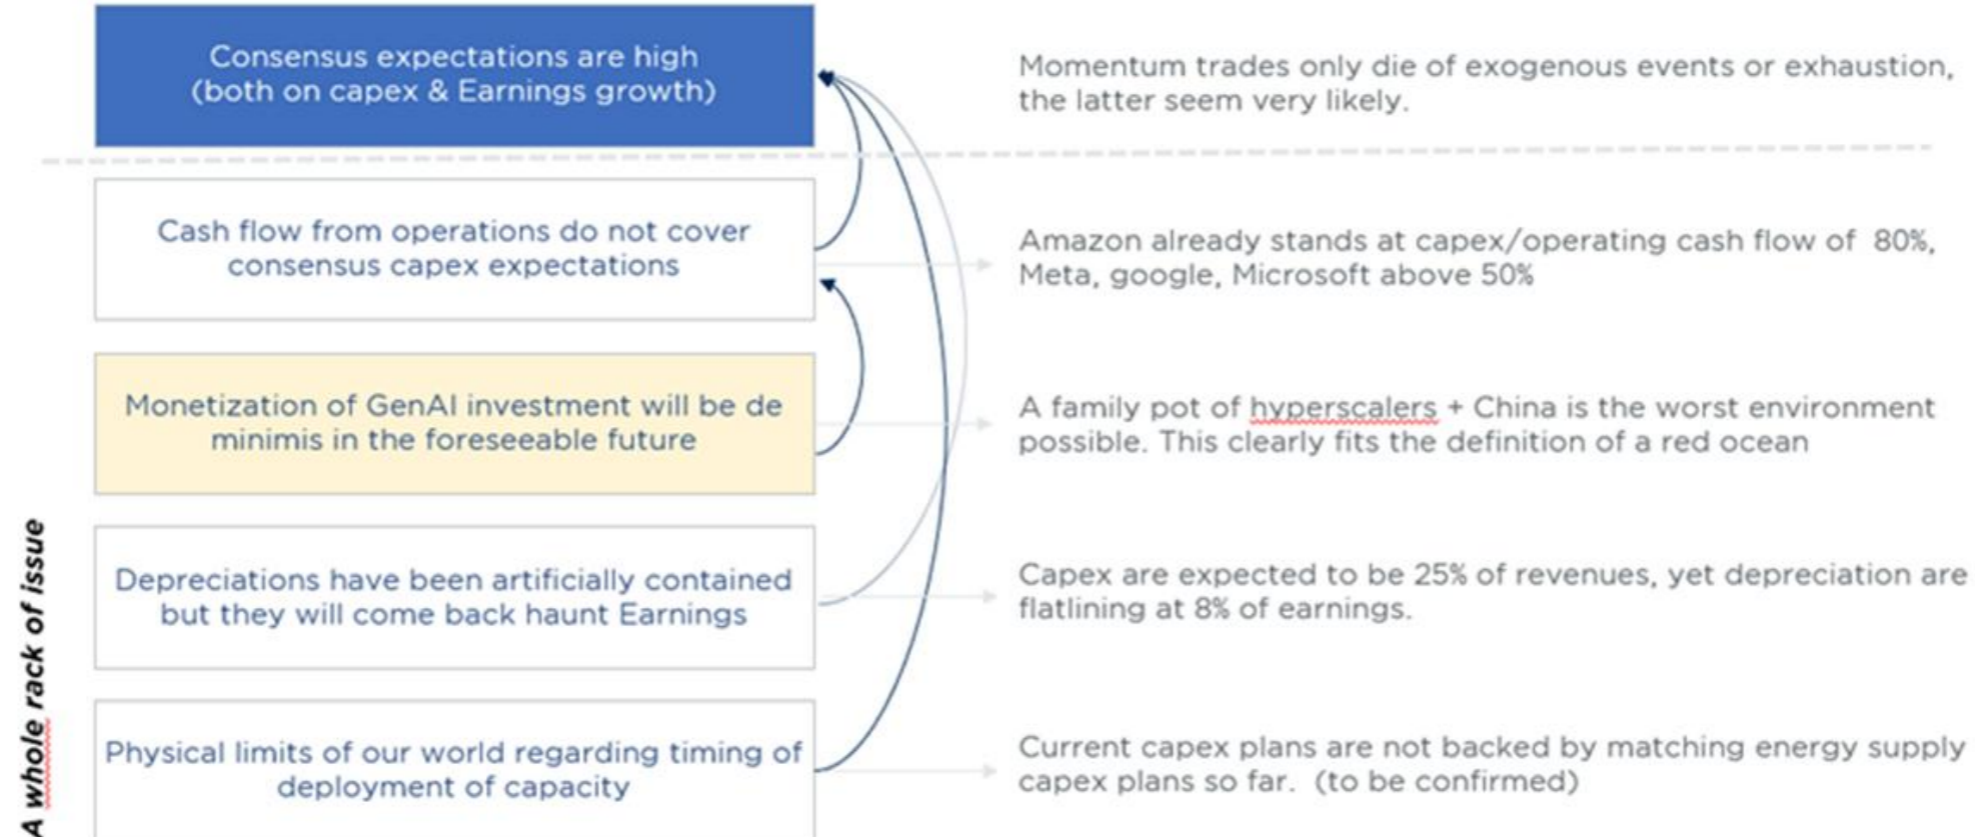 Consensus expectations are high
(both on capex & Earnings growth)
Momentum trades only die of exogenous events or exhaustion,
the latter seem very likely.
Cash flow from operations do not cover
consensus capex expectations
Amazon already stands at capex/operating cash flow of 80%,
Meta, google, Microsoft above 50%
Monetization of GenAI investment will be de
minimis in the foreseeable future
A family pot of hyperscalers + China is the worst environment
possible. This clearly fits the definition of a red ocean
Depreciations have been artificially contained
but they will come back haunt Earnings
Capex are expected to be 25% of revenues, yet depreciation are
flatlining at 8% of earnings.
Physical limits of our world regarding timing of
deployment of capacity
Current capex plans are not backed by matching energy supply
capex plans so far. (to be confirmed)
A whole rack of issue